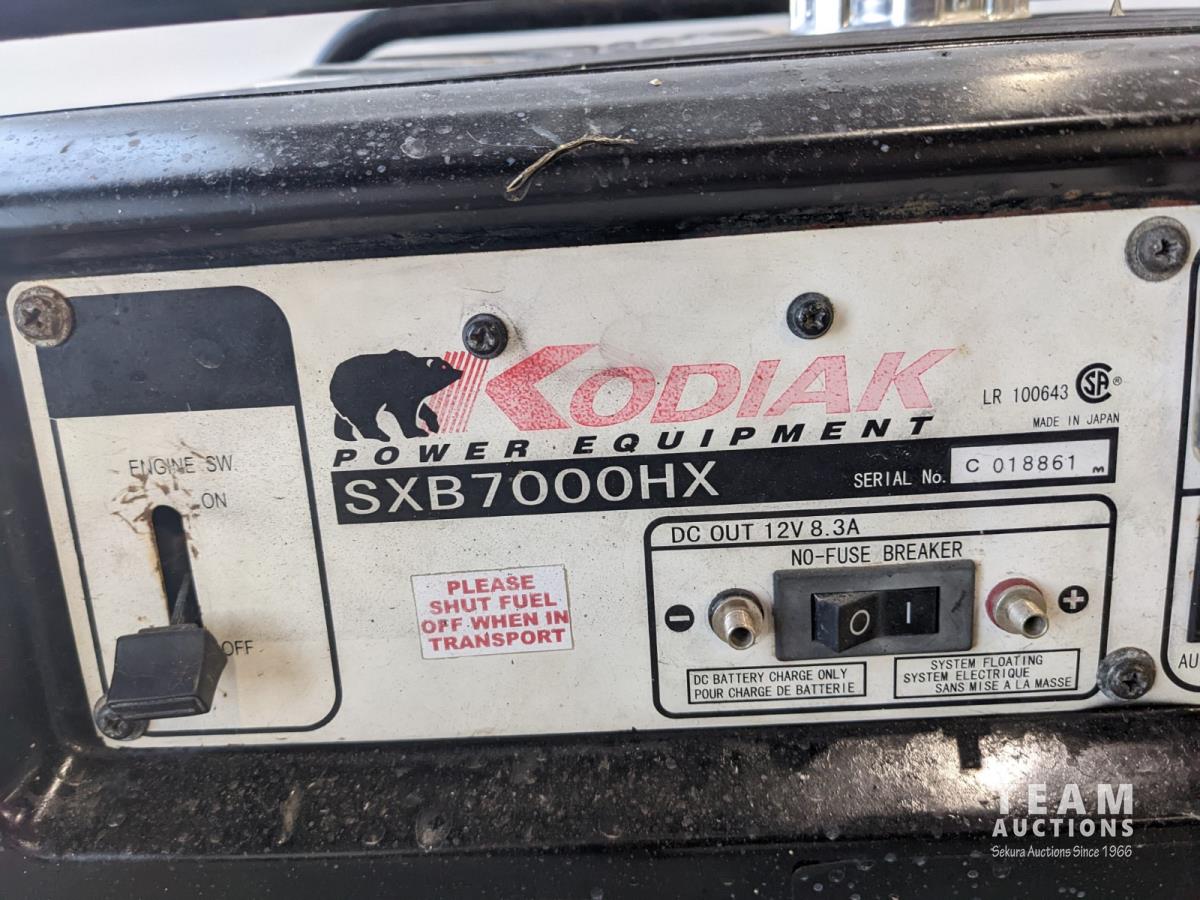 ENGINE SW.
ON
OFF
KODIAK
POWER EQUIPMENT
LR 100643 CSA ®
MADE IN JAPAN
SXB7000HX
SERIAL No. C 018861 M
PLEASE
SHUT FUEL
OFF WHEN IN
TRANSPORT
DC OUT 12V 8.3A
NO-FUSE BREAKER
O I
DC BATTERY CHARGE ONLY
POUR CHARGE DE BATTERIE
SYSTEM FLOATING
SYSTEM ELECTRIQUE
SANS MISE A LA MASSE
AU
TEAM
AUCTIONS
Sekura Auctions Since 1966